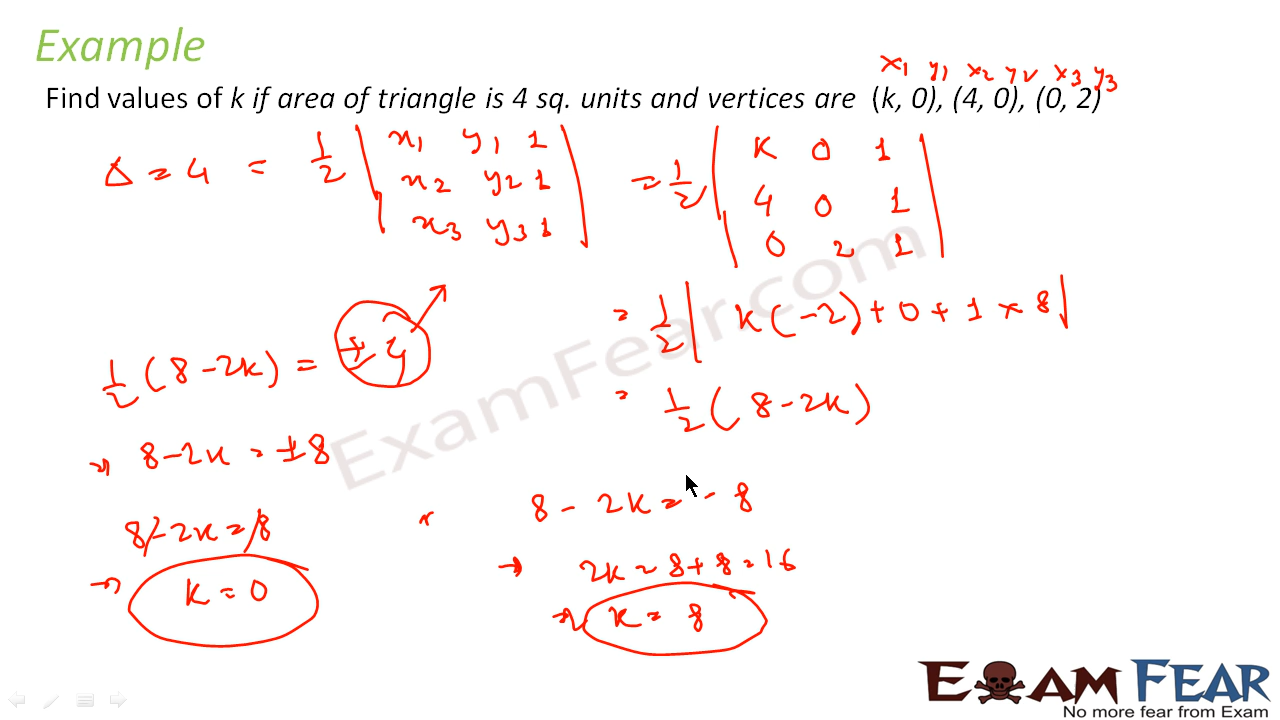 Example
x1 y1 x2 y2 x3 y3
Find values of k if area of triangle is 4 sq. units and vertices are (k, 0), (4, 0), (0, 2)
Δ = 4 = 1/2 | x1 y1 1 | = 1/2 | K 0 1 |
| x2 y2 1 | | 4 0 1 |
| x3 y3 1 | | 0 2 1 |
= 1/2 | K(-2) + 0 + 1 × 8 |
1/2 (8 - 2K) = ± 4
= 1/2 (8 - 2K)
⇒ 8 - 2K = ±8
8 - 2K = 8
8 - 2K = - 8
⇒ K = 0
→ 2K = 8 + 8 = 16
⇒ K = 8
ExamFear.com
EXAM FEAR
No more fear from Exam